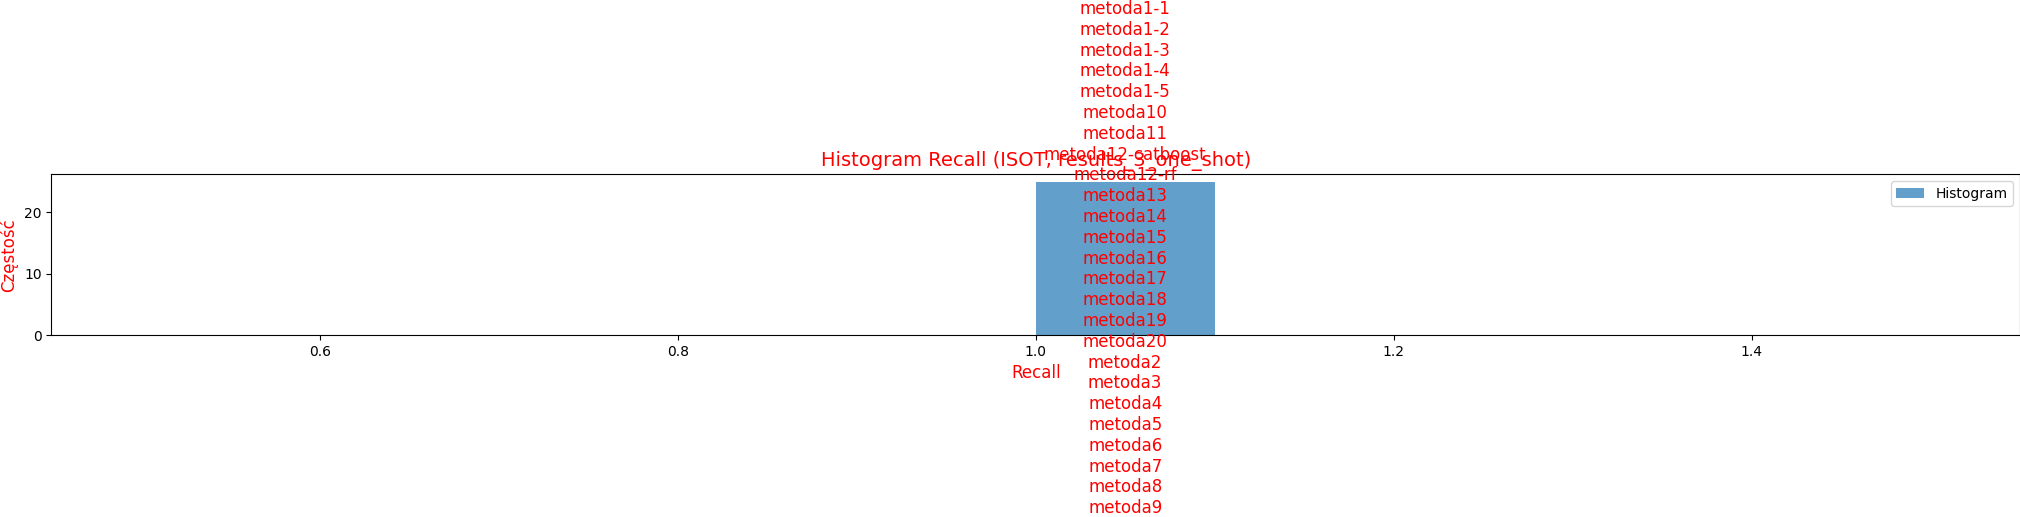 metoda1-1
metoda1-2
metoda1-3
metoda1-4
metoda1-5
metoda10
metoda11
metoda12-catboost
Histogram Recall (ISOT, results_3_one_shot)
metoda12-rf
metoda13
metoda14
metoda15
metoda16
metoda17
metoda18
metoda19
metoda20
metoda2
metoda3
metoda4
metoda5
metoda6
metoda7
metoda8
metoda9
Histogram
Częstość
20
10
0
0.6
0.8
1.0
1.2
1.4
Recall